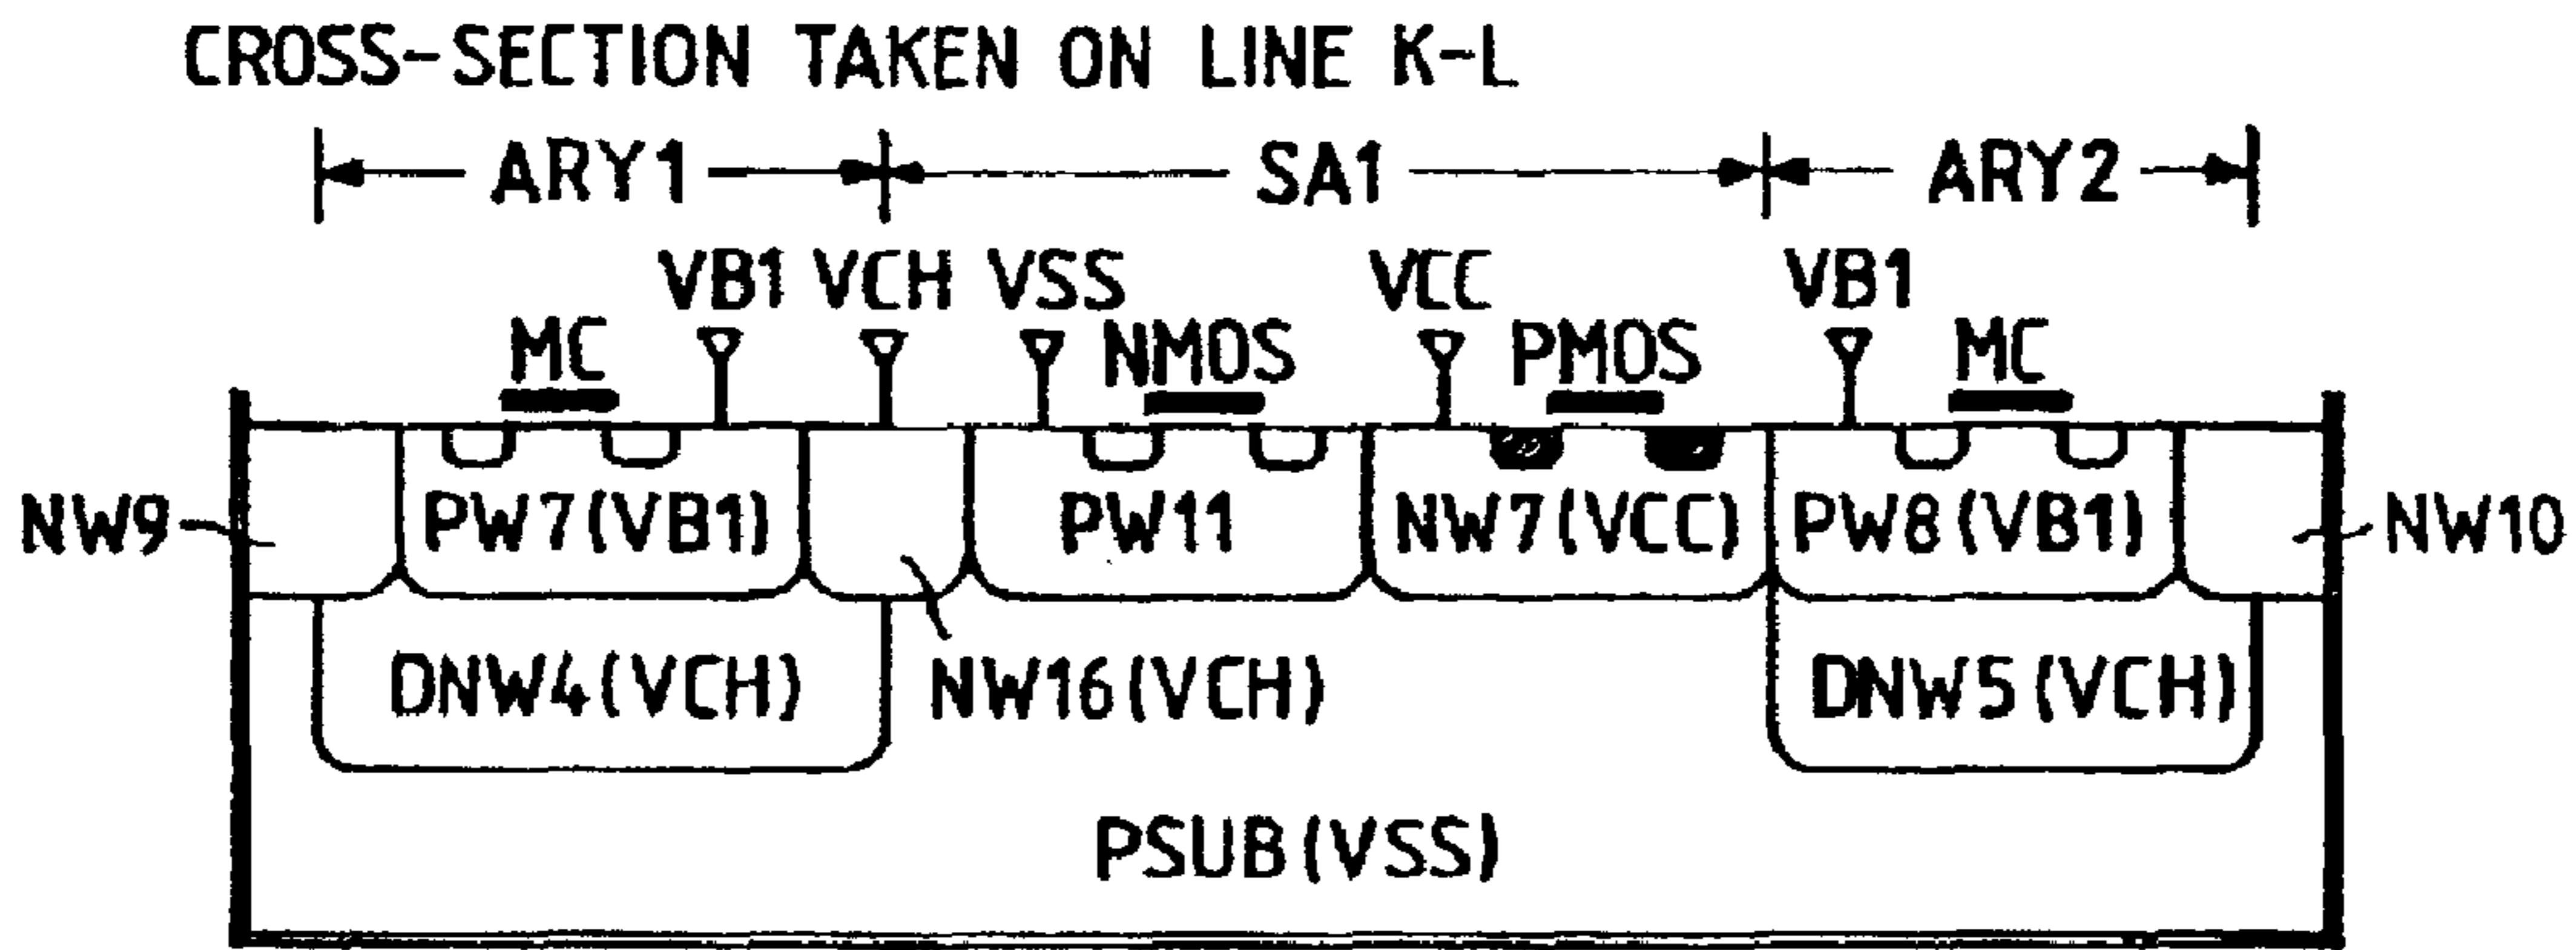 CROSS-SECTION TAKEN ON LINE K-L
ARY1 SA1 ARY2
VB1 VCH VSS VCC VB1
MC NMOS PMOS MC
NW9 PW7(VB1) PW11 NW7(VCC) PW8(VB1) NW10
DNW4(VCH) NW16(VCH) DNW5(VCH)
PSUB(VSS)